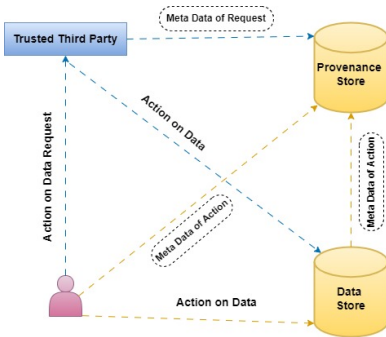 Meta Data of Request
Trusted Third Party
Provenance
Store
Action on Data
Action on Data Request
Meta Data of Action
Meta Data of Action
Action on Data
Data
Store